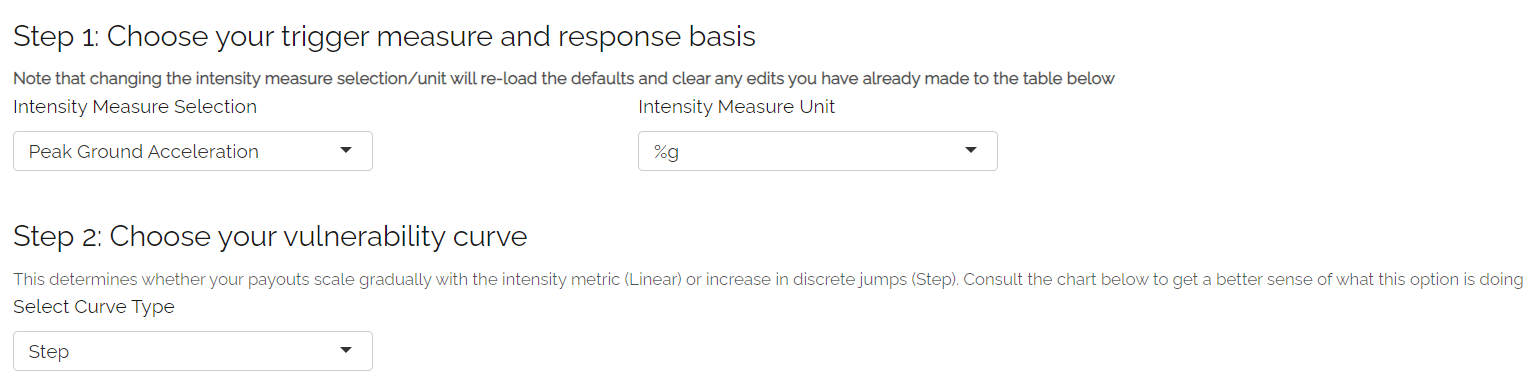 Step 1: Choose your trigger measure and response basis
Note that changing the intensity measure selection/unit will re-load the defaults and clear any edits you have already made to the table below
Intensity Measure Selection
Intensity Measure Unit
Peak Ground Acceleration
%g
Step 2: Choose your vulnerability curve
This determines whether your payouts scale gradually with the intensity metric (Linear) or increase in discrete jumps (Step). Consult the chart below to get a better sense of what this option is doing
Select Curve Type
Step